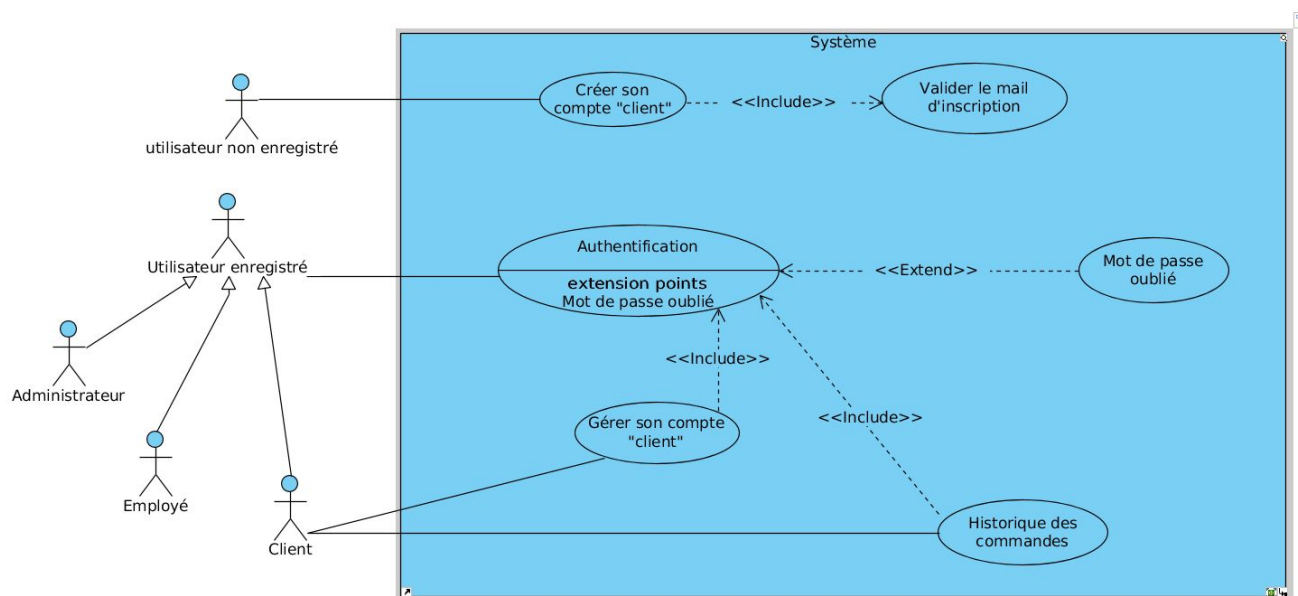 Système
Créer son
compte "client"
<<Include>>
Valider le mail
d'inscription
utilisateur non enregistré
Utilisateur enregistré
Authentification
extension points
Mot de passe oublié
<<Extend>>
Mot de passe
oublié
<<Include>>
Administrateur
Gérer son compte
"client"
<<Include>>
Employé
Client
Historique des
commandes